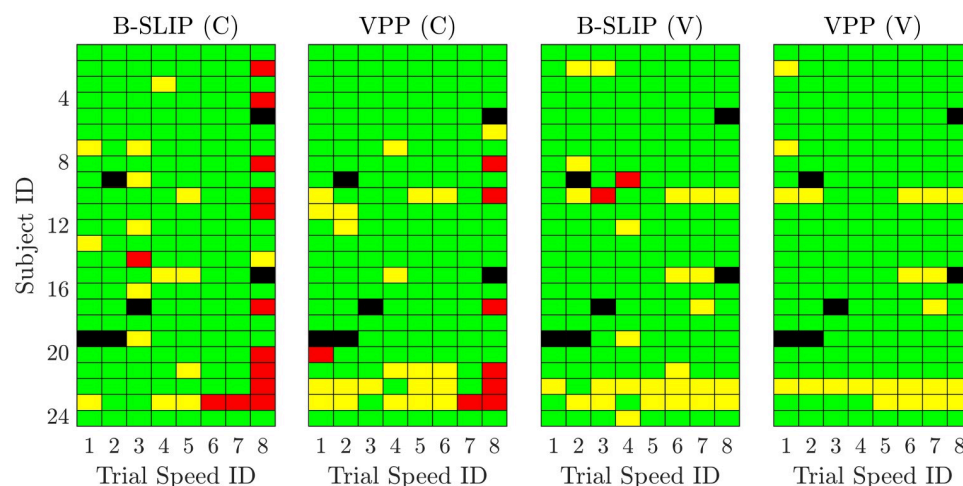 B-SLIP (C) VPP (C) B-SLIP (V) VPP (V)
Subject ID
4
8
12
16
20
24
1 2 3 4 5 6 7 8 1 2 3 4 5 6 7 8 1 2 3 4 5 6 7 8 1 2 3 4 5 6 7 8
Trial Speed ID Trial Speed ID Trial Speed ID Trial Speed ID